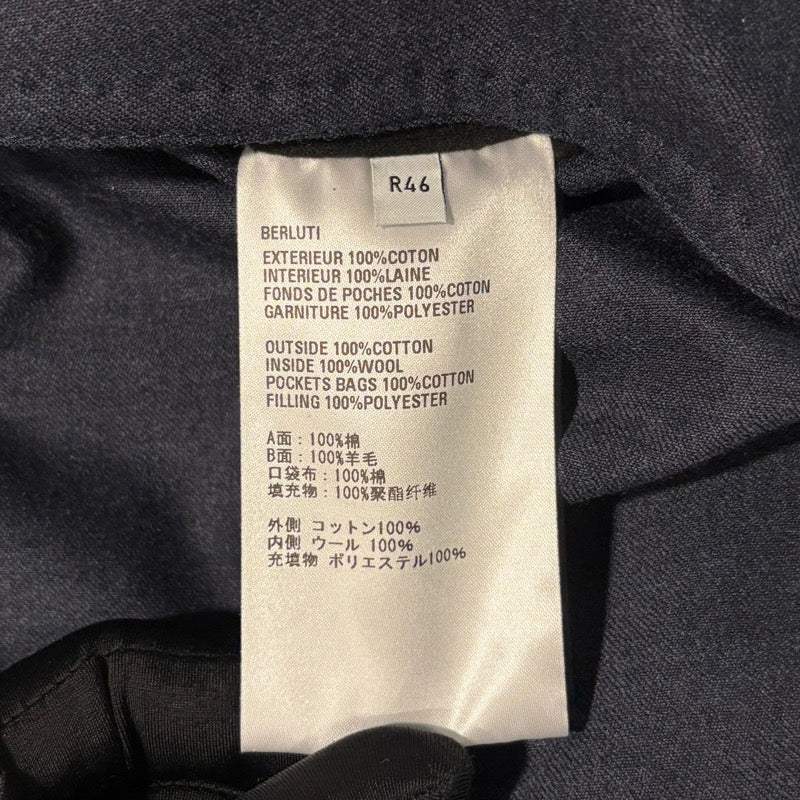 R46
BERLUTI
EXTERIEUR 100%COTON
INTERIEUR 100%LAINE
FONDS DE POCHES 100%COTON
GARNITURE 100%POLYESTER
OUTSIDE 100%COTTON
INSIDE 100%WOOL
POCKETS BAGS 100%COTTON
FILLING 100%POLYESTER
A面：100%棉
B面：100%羊毛
口袋布：100%棉
填充物：100%聚酯纤维
外側 コットン100%
内側 ウール 100%
充填物 ポリエステル100%